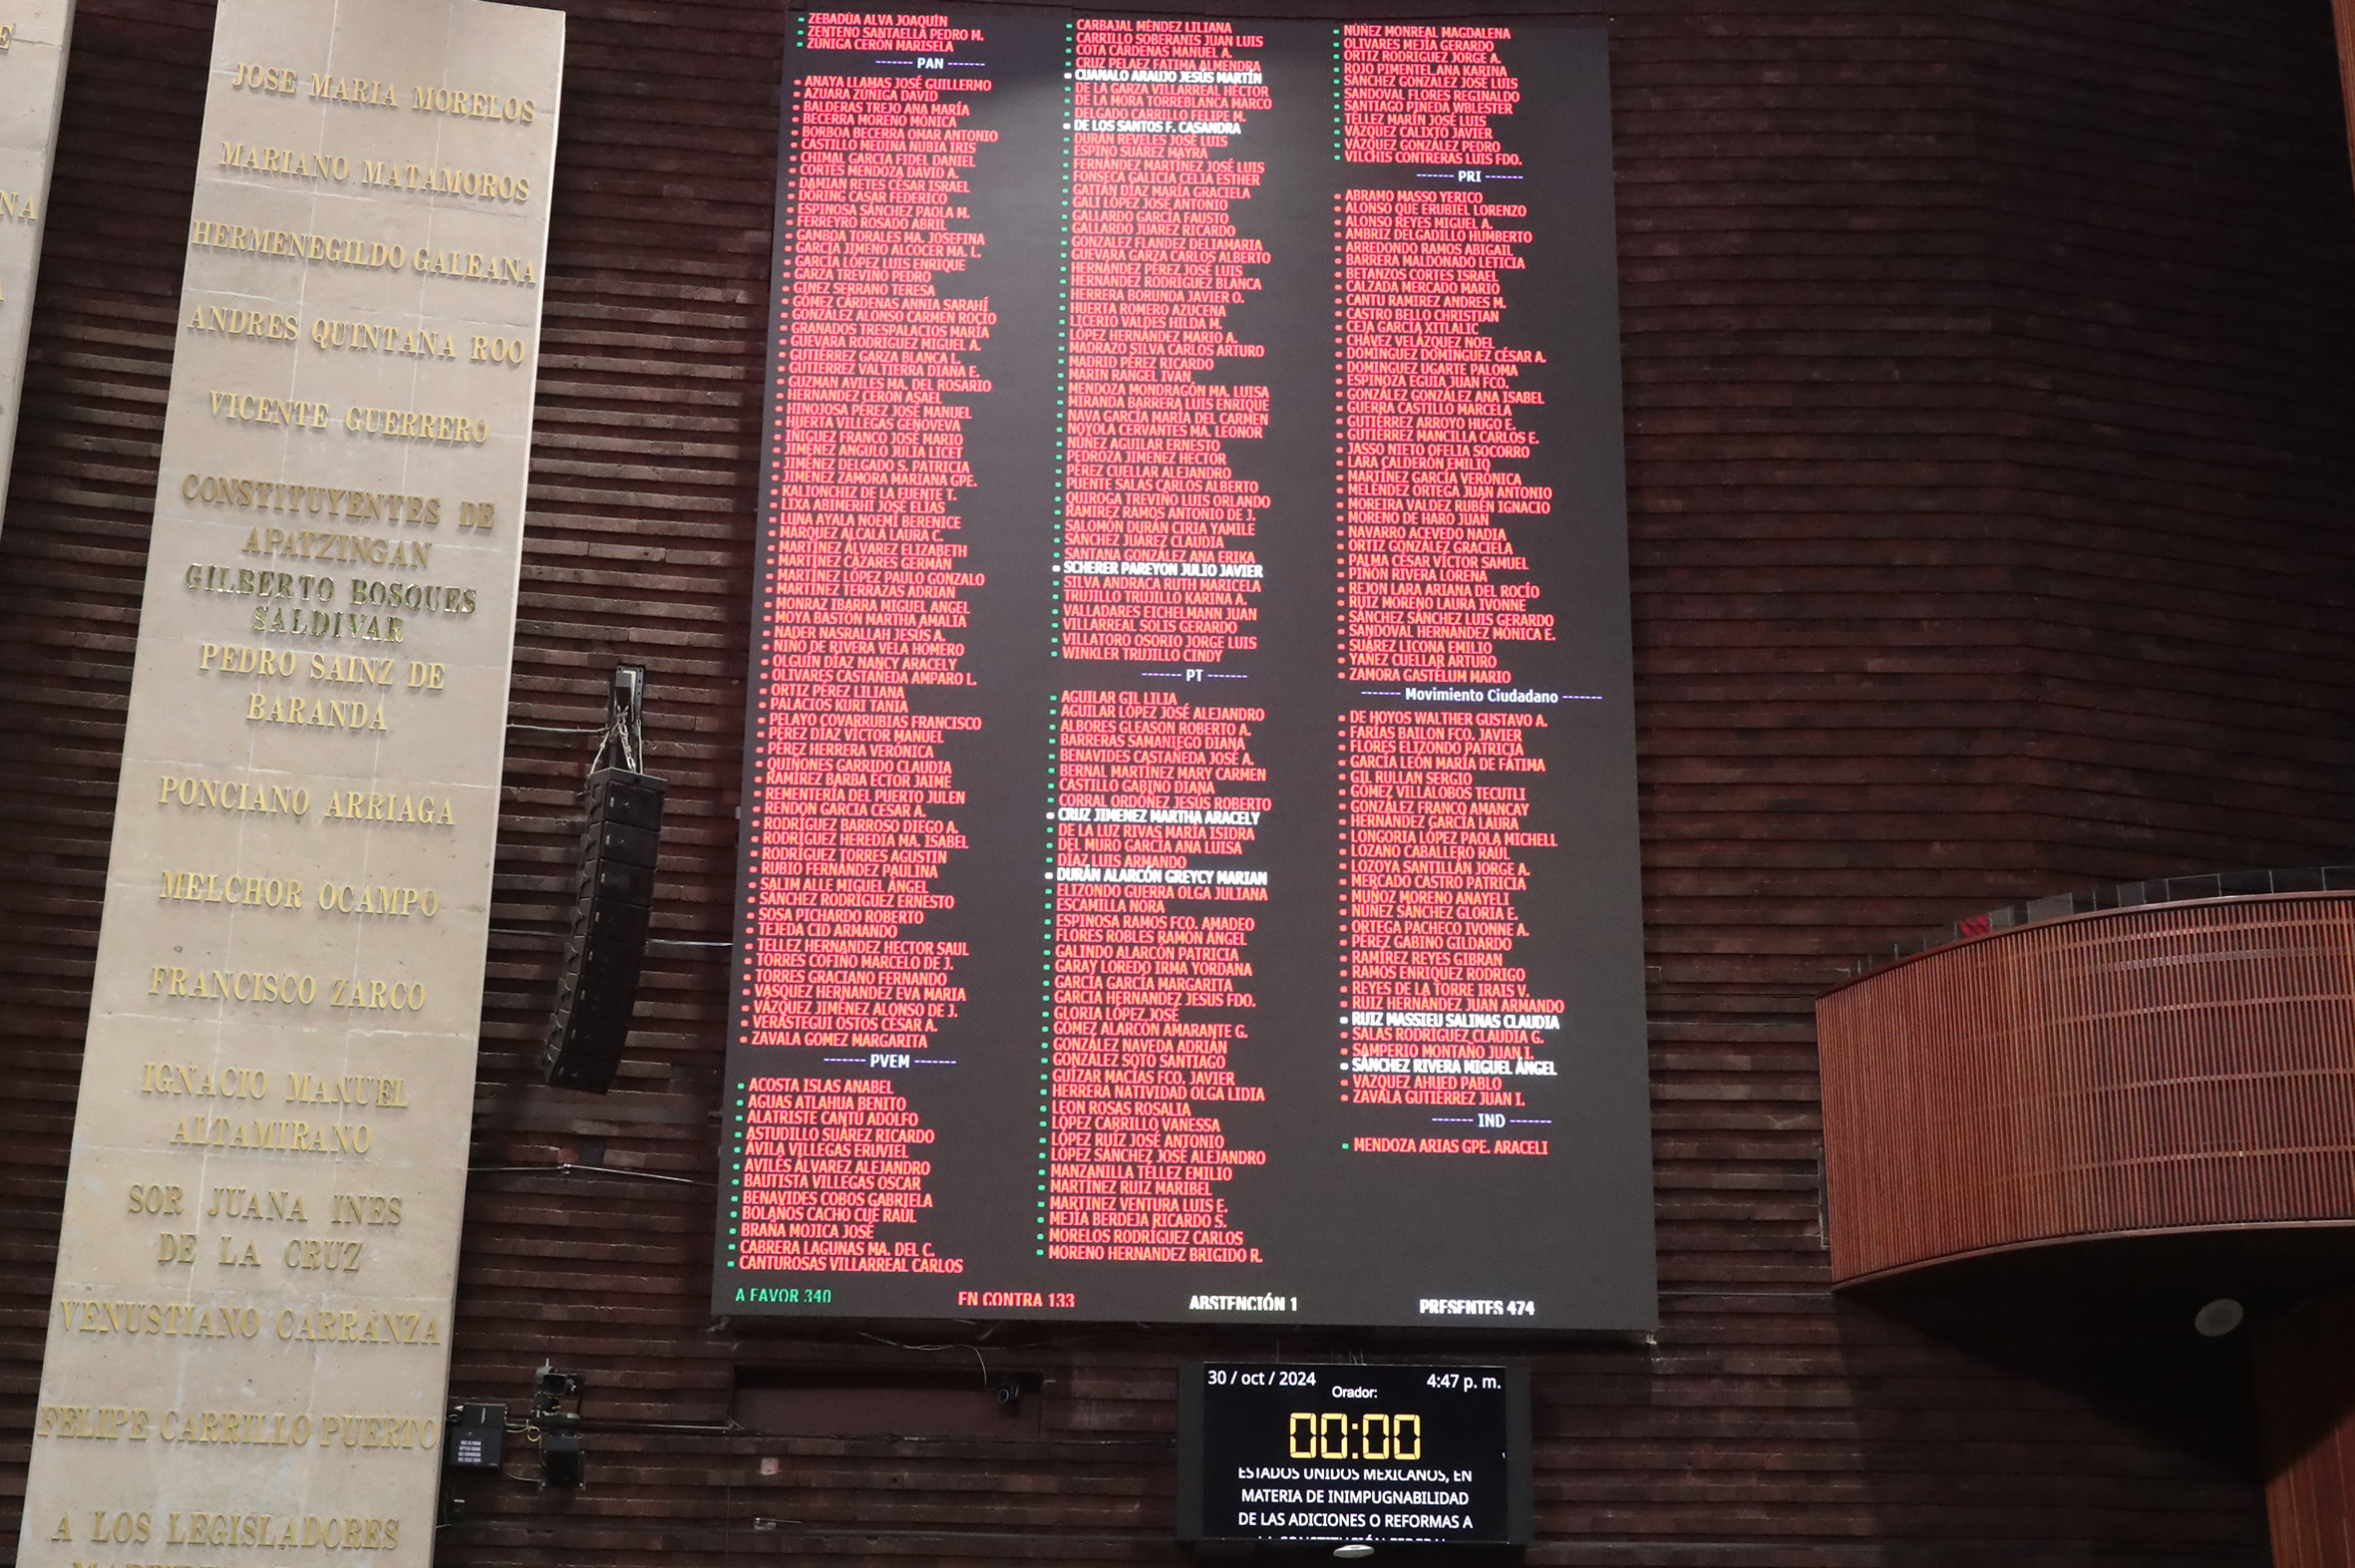 JOSE MARIA MORELOS
MARIANO MATAMOROS
HERMENEGILDO GALEANA
ANDRES QUINTANA ROO
VICENTE GUERRERO
CONSTITUYENTES DE
APATZINGAN
GILBERTO BOSQUES
SALDIVAR
PEDRO SAINZ DE
BARANDA
PONCIANO ARRIAGA
MELCHOR OCAMPO
FRANCISCO ZARCO
IGNACIO MANUEL
ALTAMIRANO
SOR JUANA INES
DE LA CRUZ
VENUSTIANO CARRANZA
FELIPE CARRILLO PUERTO
A LOS LEGISLADORES
ZEBADÚA ALVA JOAQUÍN
ZENTENO SANTAELLA PEDRO M.
ZÚÑIGA CERÓN MARISELA
------- PAN -------
ANAYA LLAMAS JOSÉ GUILLERMO
AZUARA ZÚÑIGA DAVID
BALDERAS TREJO ANA MARÍA
BECERRA MORENO MÓNICA
BORBOA BECERRA OMAR ANTONIO
CASTILLO MEDINA NUBIA IRIS
CHIMAL GARCIA FIDEL DANIEL
CORTÉS MENDOZA DAVID A.
DAMIAN RETES CÉSAR ISRAEL
DÖRING CASAR FEDERICO
ESPINOSA SÁNCHEZ PAOLA M.
FERREYRO ROSADO ABRIL
GAMBOA TORALES MA. JOSEFINA
GARCÍA JIMENO ALCOCER MA. L.
GARCÍA LÓPEZ LUIS ENRIQUE
GARZA TREVIÑO PEDRO
GINEZ SERRANO TERESA
GÓMEZ CÁRDENAS ANNIA SARAHÍ
GONZÁLEZ ALONSO CARMEN ROCÍO
GRANADOS TRESPALACIOS MARÍA
GUEVARA RODRÍGUEZ MIGUEL A.
GUTIÉRREZ GARZA BLANCA L.
GUTIÉRREZ VALTIERRA DIANA E.
GUZMÁN AVILES MA. DEL ROSARIO
HERNÁNDEZ CERÓN ASAEL
HINOJOSA PÉREZ JOSÉ MANUEL
HUERTA VILLEGAS GENOVEVA
IÑIGUEZ FRANCO JOSÉ MARIO
JIMÉNEZ ANGULO JULIA LICET
JIMÉNEZ DELGADO S. PATRICIA
JIMÉNEZ ZAMORA MARIANA GPE.
KALIONCHIZ DE LA FUENTE T.
LIXA ABIMERHI JOSÉ ELÍAS
LUNA AYALA NOEMÍ BERENICE
MÁRQUEZ ALCALÁ LAURA C.
MARTÍNEZ ÁLVAREZ ELIZABETH
MARTÍNEZ CÁZARES GERMÁN
MARTÍNEZ LÓPEZ PAULO GONZALO
MARTÍNEZ TERRAZAS ADRIAN
MONRAZ IBARRA MIGUEL ANGEL
MOYA BASTÓN MARTHA AMALIA
NADER NASRALLAH JESÚS A.
NIÑO DE RIVERA VELA HOMERO
OLGUÍN DÍAZ NANCY ARACELY
OLIVARES CASTAÑEDA AMPARO L.
ORTIZ PÉREZ LILIANA
PALACIOS KURI TANIA
PELAYO COVARRUBIAS FRANCISCO
PÉREZ DÍAZ VÍCTOR MANUEL
PÉREZ HERRERA VERÓNICA
QUIÑONES GARRIDO CLAUDIA
RAMÍREZ BARBA ÉCTOR JAIME
REMENTERÍA DEL PUERTO JULEN
RENDÓN GARCÍA CESAR A.
RODRÍGUEZ BARROSO DIEGO A.
RODRÍGUEZ HEREDIA MA. ISABEL
RODRÍGUEZ TORRES AGUSTÍN
RUBIO FERNÁNDEZ PAULINA
SALIM ALLE MIGUEL ÁNGEL
SÁNCHEZ RODRÍGUEZ ERNESTO
SOSA PICHARDO ROBERTO
TEJEDA CID ARMANDO
TELLEZ HERNÁNDEZ HECTOR SAUL
TORRES COFIÑO MARCELO DE J.
TORRES GRACIANO FERNANDO
VÁSQUEZ HERNÁNDEZ EVA MARIA
VÁZQUEZ JIMÉNEZ ALONSO DE J.
VERÁSTEGUI OSTOS CÉSAR A.
ZAVALA GÓMEZ MARGARITA
------- PVEM -------
ACOSTA ISLAS ANABEL
AGUAS ATLAHUA BENITO
ALATRISTE CANTÚ ADOLFO
ASTUDILLO SUÁREZ RICARDO
ÁVILA VILLEGAS ERUVIEL
AVILÉS ÁLVAREZ ALEJANDRO
BAUTISTA VILLEGAS OSCAR
BENAVIDES COBOS GABRIELA
BOLAÑOS CACHO CUÉ RAÚL
BRAÑA MOJICA JOSÉ
CABRERA LAGUNAS MA. DEL C.
CANTUROSAS VILLARREAL CARLOS
CARBAJAL MÉNDEZ LILIANA
CARRILLO SOBERANIS JUAN LUIS
COTA CÁRDENAS MANUEL A.
CRUZ PELAEZ FATIMA ALMENDRA
CUANALO ARAUJO JESÚS MARTÍN
DE LA GARZA VILLARREAL HÉCTOR
DE LA MORA TORREBLANCA MARCO
DELGADO CARRILLO FELIPE M.
DE LOS SANTOS F. CASANDRA
DURÁN REVELES JOSÉ LUIS
ESPINO SUÁREZ MAYRA
FERNÁNDEZ MARTÍNEZ JOSÉ LUIS
FONSECA GALICIA CELIA ESTHER
GAITÁN DÍAZ MARÍA GRACIELA
GALI LÓPEZ JOSÉ ANTONIO
GALLARDO GARCÍA FAUSTO
GALLARDO JUÁREZ RICARDO
GONZALEZ FLANDEZ DELIAMARIA
GUEVARA GARZA CARLOS ALBERTO
HERNÁNDEZ PÉREZ JOSÉ LUIS
HERNÁNDEZ RODRÍGUEZ BLANCA
HERRERA BORUNDA JAVIER O.
HUERTA ROMERO AZUCENA
LICERIO VALDÉS HILDA M.
LÓPEZ HERNÁNDEZ MARIO A.
MADRAZO SILVA CARLOS ARTURO
MADRID PÉREZ RICARDO
MARÍN RANGEL IVÁN
MENDOZA MONDRAGÓN MA. LUISA
MIRANDA BARRERA LUIS ENRIQUE
NAVA GARCÍA MARÍA DEL CARMEN
NOYOLA CERVANTES MA. LEONOR
NÚÑEZ AGUILAR ERNESTO
PEDROZA JIMÉNEZ HÉCTOR
PÉREZ CUELLAR ALEJANDRO
PUENTE SALAS CARLOS ALBERTO
QUIROGA TREVIÑO LUIS ORLANDO
RAMÍREZ RAMOS ANTONIO DE J.
SALOMÓN DURÁN CIRIA YAMILE
SÁNCHEZ JUÁREZ CLAUDIA
SANTANA GONZÁLEZ ANA ERIKA
SCHERER PAREYON JULIO JAVIER
SILVA ANDRACA RUTH MARICELA
TRUJILLO TRUJILLO KARINA A.
VALLADARES EICHELMANN JUAN
VILLARREAL SOLÍS GERARDO
VILLATORO OSORIO JORGE LUIS
WINKLER TRUJILLO CINDY
------- PT -------
AGUILAR GIL LILIA
AGUILAR LÓPEZ JOSÉ ALEJANDRO
ALBORES GLEASON ROBERTO A.
BARRERAS SAMANIEGO DIANA
BENAVIDES CASTAÑEDA JOSÉ A.
BERNAL MARTÍNEZ MARY CARMEN
CASTILLO GABINO DIANA
CORRAL ORDÓÑEZ JESÚS ROBERTO
CRUZ JIMÉNEZ MARTHA ARACELY
DE LA LUZ RIVAS MARÍA ISIDRA
DEL MURO GARCÍA ANA LUISA
DÍAZ LUIS ARMANDO
DURÁN ALARCÓN GREYCY MARIAN
ELIZONDO GUERRA OLGA JULIANA
ESCAMILLA NORA
ESPINOSA RAMOS FCO. AMADEO
FLORES ROBLES RAMÓN ÁNGEL
GALINDO ALARCÓN PATRICIA
GARAY LOREDO IRMA YORDANA
GARCÍA GARCÍA MARGARITA
GARCÍA HERNÁNDEZ JESÚS FDO.
GLORIA LÓPEZ JOSÉ
GÓMEZ ALARCÓN AMARANTE G.
GONZÁLEZ NAVEDA ADRIÁN
GONZÁLEZ SOTO SANTIAGO
GUÍZAR MACÍAS FCO. JAVIER
HERRERA NATIVIDAD OLGA LIDIA
LEÓN ROSAS ROSALIA
LÓPEZ CARRILLO VANESSA
LÓPEZ RUÍZ JOSÉ ANTONIO
LÓPEZ SÁNCHEZ JOSÉ ALEJANDRO
MANZANILLA TÉLLEZ EMILIO
MARTÍNEZ RUIZ MARIBEL
MARTÍNEZ VENTURA LUIS E.
MEJÍA BERDEJA RICARDO S.
MORELOS RODRÍGUEZ CARLOS
MORENO HERNÁNDEZ BRIGIDO R.
NÚÑEZ MONREAL MAGDALENA
OLIVARES MEJÍA GERARDO
ORTIZ RODRÍGUEZ JORGE A.
ROJO PIMENTEL ANA KARINA
SÁNCHEZ GONZÁLEZ JOSÉ LUIS
SANDOVAL FLORES REGINALDO
SANTIAGO PINEDA WBLESTER
TÉLLEZ MARÍN JOSÉ LUIS
VÁZQUEZ CALIXTO JAVIER
VÁZQUEZ GONZÁLEZ PEDRO
VILCHIS CONTRERAS LUIS FDO.
------- PRI -------
ABRAMO MASSO YERICO
ALONSO QUE ERUBIEL LORENZO
ALONSO REYES MIGUEL A.
AMBRIZ DELGADILLO HUMBERTO
ARREDONDO RAMOS ABIGAIL
BARRERA MALDONADO LETICIA
BETANZOS CORTES ISRAEL
CALZADA MERCADO MARIO
CANTÚ RAMÍREZ ANDRÉS M.
CASTRO BELLO CHRISTIAN
CEJA GARCÍA XITLALIC
CHÁVEZ VELÁZQUEZ NOEL
DOMÍNGUEZ DOMÍNGUEZ CÉSAR A.
DOMINGUEZ UGARTE PALOMA
ESPINOZA EGUIA JUAN FCO.
GONZÁLEZ GONZÁLEZ ANA ISABEL
GUERRA CASTILLO MARCELA
GUTIÉRREZ ARROYO HUGO E.
GUTIÉRREZ MANCILLA CARLOS E.
JASSO NIETO OFELIA SOCORRO
LARA CALDERÓN EMILIO
MARTÍNEZ GARCÍA VERÓNICA
MELÉNDEZ ORTEGA JUAN ANTONIO
MOREIRA VALDEZ RUBÉN IGNACIO
MORENO DE HARO JUAN
NAVARRO ACEVEDO NADIA
ORTIZ GONZÁLEZ GRACIELA
PALMA CÉSAR VÍCTOR SAMUEL
PIÑÓN RIVERA LORENA
REJÓN LARA ARIANA DEL ROCÍO
RUIZ MORENO LAURA IVONNE
SÁNCHEZ SÁNCHEZ LUIS GERARDO
SANDOVAL HERNÁNDEZ MÓNICA E.
SUÁREZ LICONA EMILIO
YAÑEZ CUELLAR ARTURO
ZAMORA GASTÉLUM MARIO
------- Movimiento Ciudadano -------
DE HOYOS WALTHER GUSTAVO A.
FARÍAS BAILÓN FCO. JAVIER
FLORES ELIZONDO PATRICIA
GARCÍA LEÓN MARÍA DE FÁTIMA
GIL RULLÁN SERGIO
GÓMEZ VILLALOBOS TECUTLI
GONZÁLEZ FRANCO AMANCAY
HERNÁNDEZ GARCÍA LAURA
LONGORIA LÓPEZ PAOLA MICHELL
LOZANO CABALLERO RAÚL
LOZOYA SANTILLÁN JORGE A.
MERCADO CASTRO PATRICIA
MUÑOZ MORENO ANAYELI
NÚÑEZ SÁNCHEZ GLORIA E.
ORTEGA PACHECO IVONNE A.
PÉREZ GABINO GILDARDO
RAMÍREZ REYES GIBRAN
RAMOS ENRÍQUEZ RODRIGO
REYES DE LA TORRE IRAIS V.
RUIZ HERNÁNDEZ JUAN ARMANDO
RUIZ MASSIEU SALINAS CLAUDIA
SALAS RODRÍGUEZ CLAUDIA G.
SAMPERIO MONTAÑO JUAN I.
SÁNCHEZ RIVERA MIGUEL ÁNGEL
VÁZQUEZ AHUED PABLO
ZAVALA GUTIÉRREZ JUAN I.
------- IND -------
MENDOZA ARIAS GPE. ARACELI
A FAVOR 340
EN CONTRA 133
ABSTENCIÓN 1
PRESENTES 474
30 / oct / 2024
4:47 p. m.
Orador:
00:00
ESTADOS UNIDOS MEXICANOS, EN
MATERIA DE INIMPUGNABILIDAD
DE LAS ADICIONES O REFORMAS A
LA CONSTITUCIÓN FEDERAL